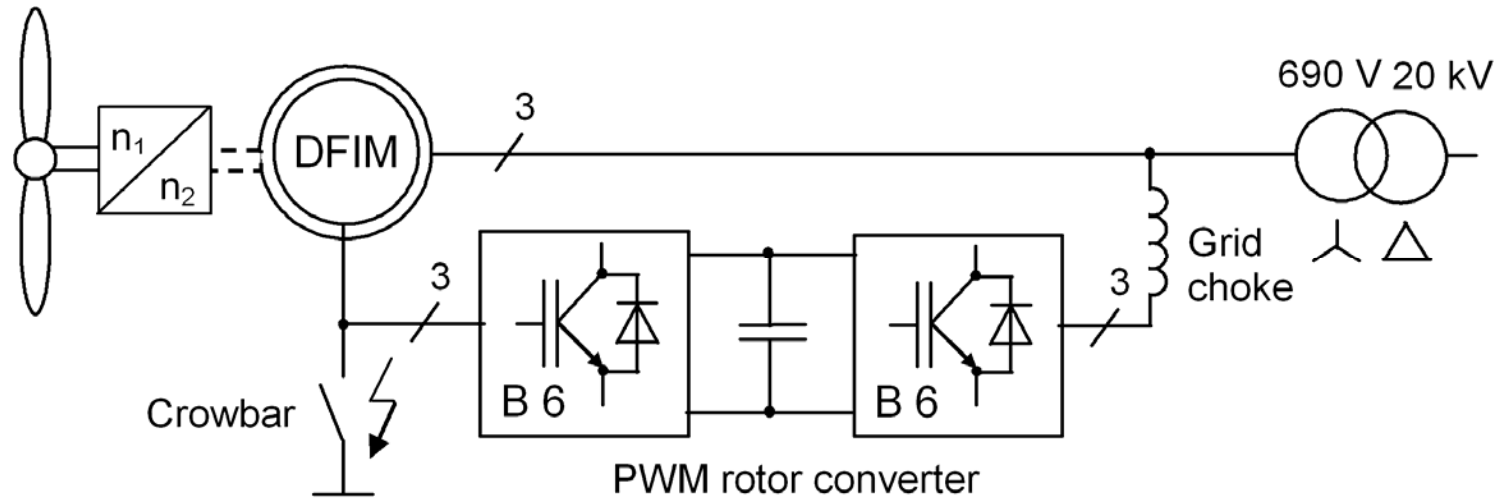 690 V 20 kV
3
n₁
DFIM
n₂
Grid
choke
3
3
B 6
B 6
Crowbar
PWM rotor converter